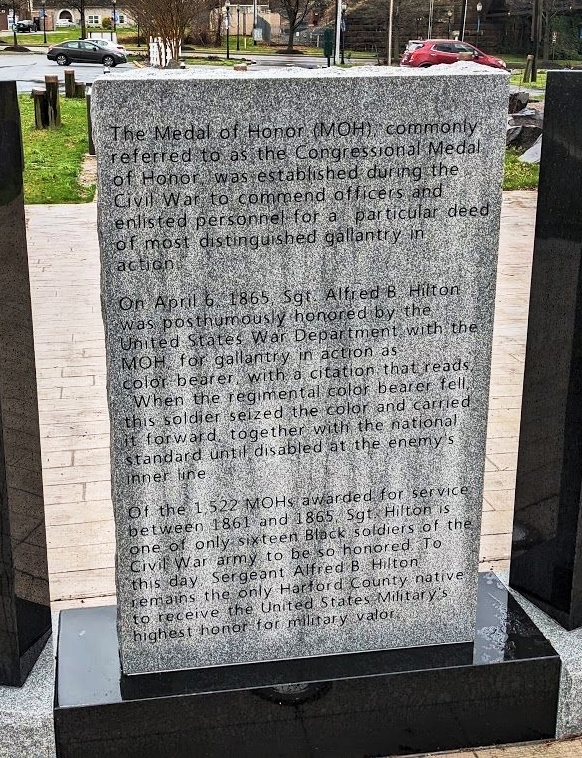 The Medal of Honor (MOH), commonly
referred to as the Congressional Medal
of Honor, was established during the
Civil War to commend officers and
enlisted personnel for a particular deed
of most distinguished gallantry in
action.
On April 6, 1865, Sgt. Alfred B. Hilton
was posthumously honored by the
United States War Department with the
MOH, for gallantry in action as
color bearer, with a citation that reads,
"When the regimental color bearer fell,
this soldier seized the color and carried
it forward, together with the national
standard until disabled at the enemy's
inner line.
Of the 1,522 MOHs awarded for service
between 1861 and 1865, Sgt. Hilton is
one of only sixteen Black soldiers of the
Civil War army to be so honored. To
this day, Sergeant Alfred B. Hilton
remains the only Harford County native
to receive the United States Military's
highest honor for military valor.